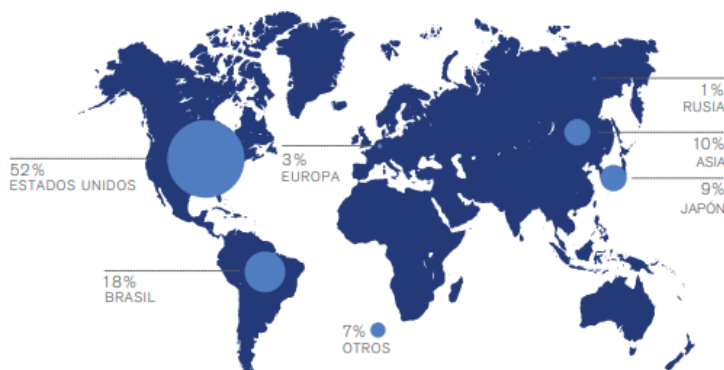 1%
RUSIA
10%
ASIA
9%
JAPÓN
3%
EUROPA
52%
ESTADOS UNIDOS
18%
BRASIL
7%
OTROS